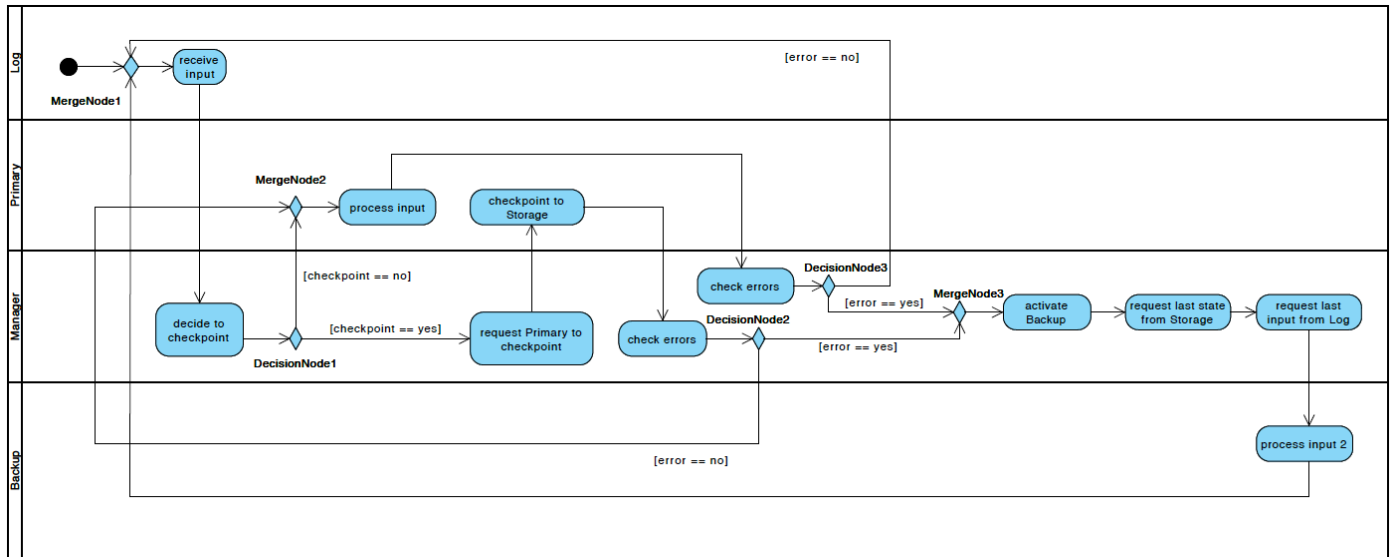 Log
receive
input
[error == no]
MergeNode1
Primary
MergeNode2
process input
checkpoint to
Storage
Manager
[checkpoint == no]
DecisionNode3
check errors
[error == yes]
MergeNode3
decide to
checkpoint
[checkpoint == yes]
DecisionNode1
request Primary to
checkpoint
check errors
DecisionNode2
[error == yes]
activate
Backup
request last state
from Storage
request last
input from Log
Backup
[error == no]
process input 2